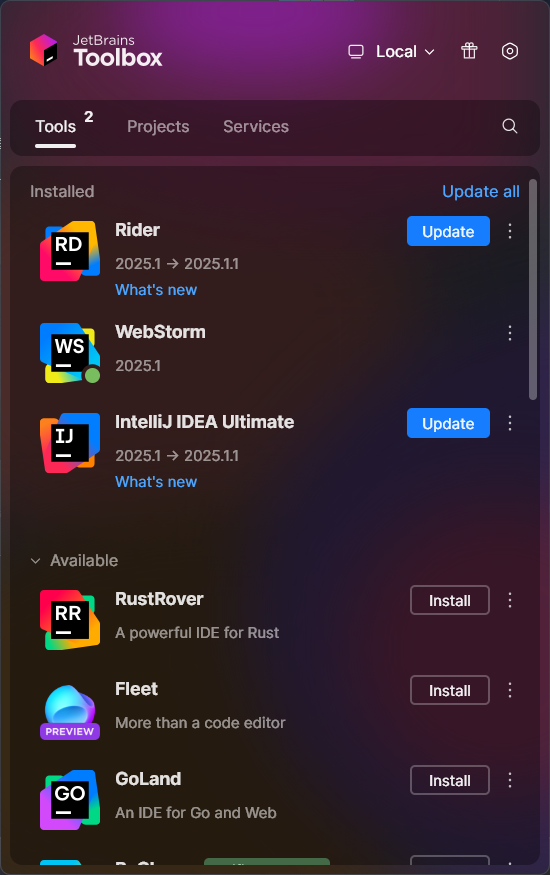 JetBrains
Toolbox
Local
Tools 2 Projects Services
Installed Update all
RD Rider Update
2025.1 → 2025.1.1
What's new
WS WebStorm
2025.1
IJ IntelliJ IDEA Ultimate Update
2025.1 → 2025.1.1
What's new
Available
RR RustRover Install
A powerful IDE for Rust
Fleet Install
PREVIEW More than a code editor
GO GoLand Install
An IDE for Go and Web